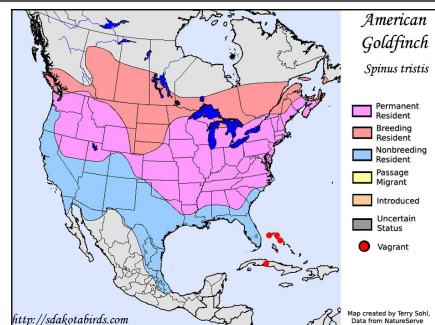 American
Goldfinch
Spinus tristis
Permanent
Resident
Breeding
Resident
Nonbreeding
Resident
Passage
Migrant
Introduced
Uncertain
Status
Vagrant
http://sdakotabirds.com
Map created by Terry Sohl,
Data from NatureServe